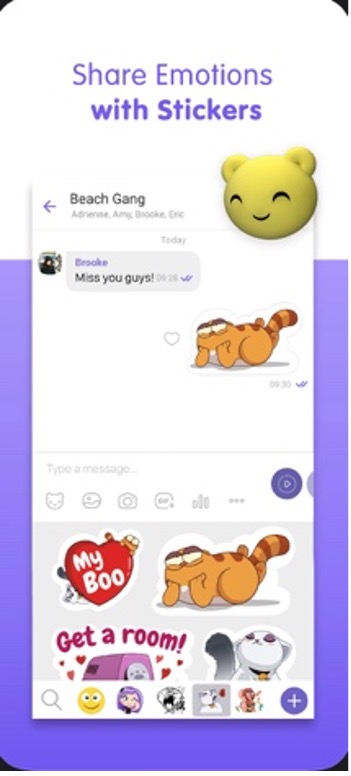 Share Emotions
with Stickers
Beach Gang
Adrienne, Amy, Brooke, Eric
Today
Brooke
Miss you guys! 09:28
09:30
Type a message...
GIF+
My
Boo
Get a room!